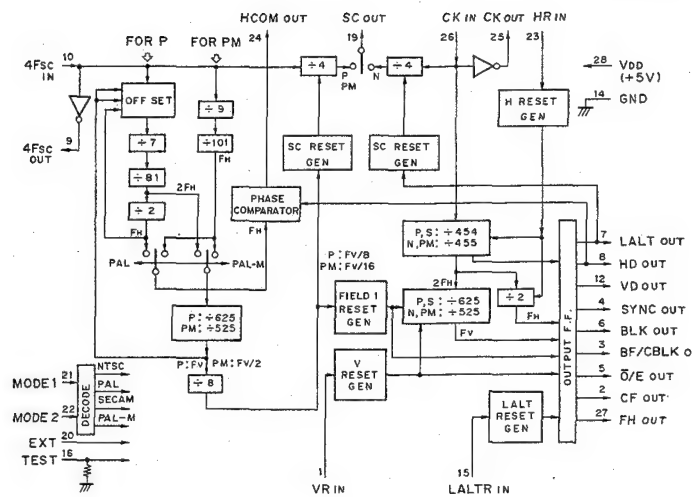 HCOM OUT
SC OUT
CK IN CK OUT HR IN
24
19
26
25
23
FOR P
FOR PM
4Fsc IN
10
÷4
P
PM
N
÷4
28
VDD (+5V)
14
GND
OFF SET
÷9
H RESET GEN
9
4Fsc OUT
÷7
÷101
FH
SC RESET GEN
SC RESET GEN
÷81
2FH
÷2
FH
PHASE COMPARATOR
FH
PAL
PAL-M
P,S: ÷454
N,PM: ÷455
P: FV/8
PM: FV/16
2FH
÷2
FH
P: ÷625
PM: ÷525
FIELD 1 RESET GEN
P,S: ÷625
N,PM: ÷525
FV
P: FV
PM: FV/2
÷8
V RESET GEN
LALT RESET GEN
OUTPUT F.F.
7
LALT OUT
8
HD OUT
12
VD OUT
4
SYNC OUT
6
BLK OUT
3
BF/CBLK O
5
O̅/E OUT
2
CF OUT
27
FH OUT
MODE 1
21
MODE 2
22
DECODE
NTSC
PAL
SECAM
PAL-M
EXT
20
TEST
16
1
VR IN
15
LALTR IN